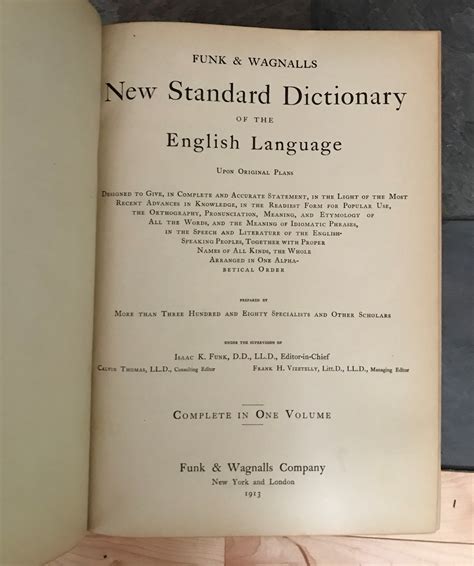 Funk & Wagnalls
New Standard Dictionary
of the
English Language
Upon Original Plans
Designed to Give, in Complete and Accurate Statement, in the Light of the Most
Recent Advances in Knowledge, in the Readiest Form for Popular Use,
the Orthography, Pronunciation, Meaning, and Etymology of
All the Words, and the Meaning of Idiomatic Phrases,
in the Speech and Literature of the English-
Speaking Peoples, Together with Proper
Names of All Kinds, the Whole
Arranged in One Alpha-
betical Order
prepared by
More than Three Hundred and Eighty Specialists and Other Scholars
under the supervision of
Isaac K. Funk, D.D., LL.D., Editor-in-Chief
Calvin Thomas, LL.D., Consulting Editor Frank H. Vizetelly, Litt.D., LL.D., Managing Editor
Complete in One Volume
Funk & Wagnalls Company
New York and London
1913